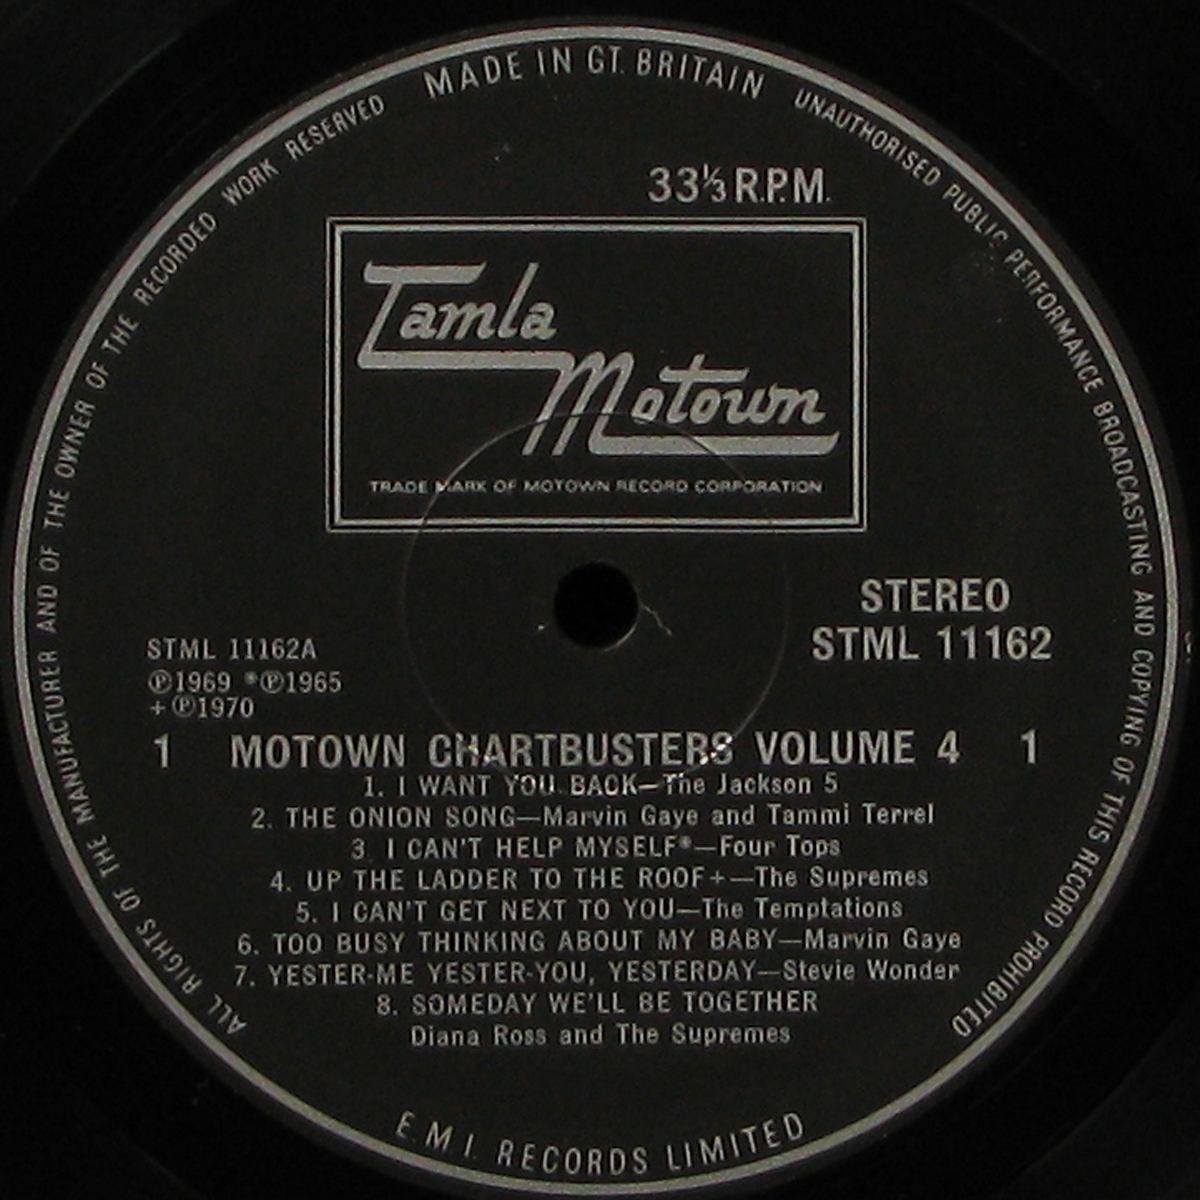 MADE IN GT. BRITAIN
UNAUTHORISED PUBLIC PERFORMANCE BROADCASTING AND COPYING OF THIS RECORD PROHIBITED
ALL RIGHTS OF THE MANUFACTURER AND OF THE OWNER OF THE RECORDED WORK RESERVED
33⅓ R.P.M.
Tamla
Motown
TRADE MARK OF MOTOWN RECORD CORPORATION
STEREO
STML 11162
STML 11162A
℗1969 *℗1965
+ ℗1970
1 MOTOWN CHARTBUSTERS VOLUME 4 1
1. I WANT YOU BACK—The Jackson 5
2. THE ONION SONG—Marvin Gaye and Tammi Terrel
3. I CAN'T HELP MYSELF*—Four Tops
4. UP THE LADDER TO THE ROOF+—The Supremes
5. I CAN'T GET NEXT TO YOU—The Temptations
6. TOO BUSY THINKING ABOUT MY BABY—Marvin Gaye
7. YESTER-ME YESTER-YOU, YESTERDAY—Stevie Wonder
8. SOMEDAY WE'LL BE TOGETHER
Diana Ross and The Supremes
E.M.I. RECORDS LIMITED